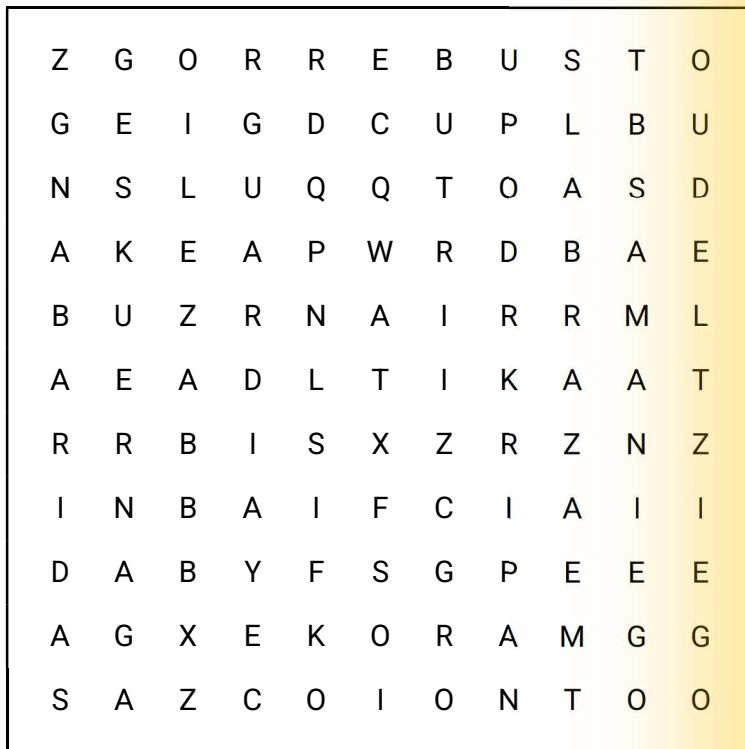 Z G O R R E B U S T O
G E I G D C U P L B U
N S L U Q Q T O A S D
A K E A P W R D B A E
B U Z R N A I R R M L
A E A D L T I K A A T
R R B I S X Z R Z N Z
I N B A I F C I A I I
D A B Y F S G P E E E
A G X E K O R A M G G
S A Z C O I O N T O O